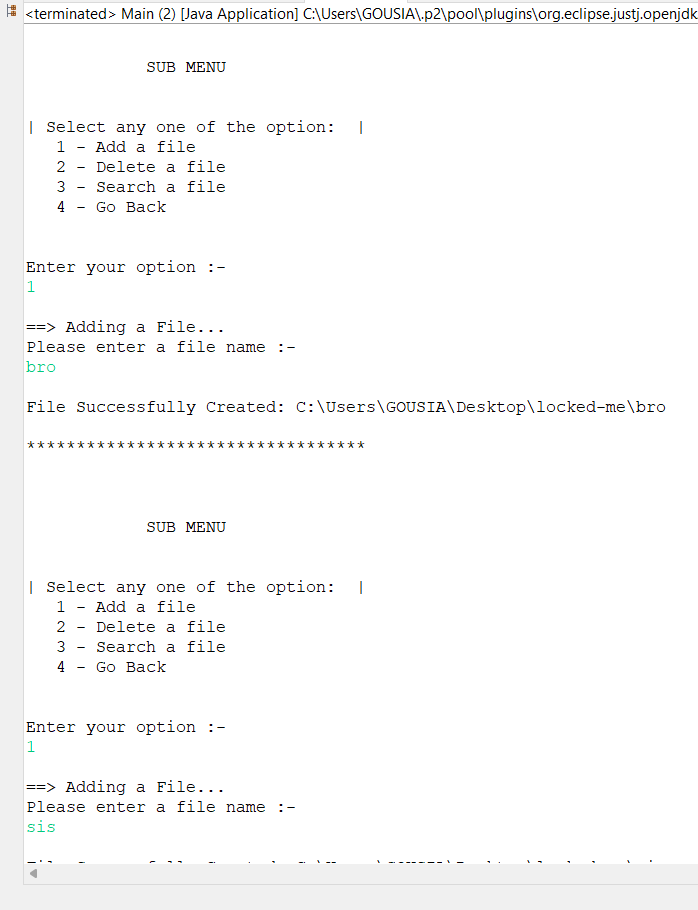 <terminated> Main (2) [Java Application] C:\Users\GOUSIA\.p2\pool\plugins\org.eclipse.justj.openjdk
SUB MENU
| Select any one of the option:  |
1 - Add a file
2 - Delete a file
3 - Search a file
4 - Go Back
Enter your option :-
1
==> Adding a File...
Please enter a file name :-
bro
File Successfully Created: C:\Users\GOUSIA\Desktop\locked-me\bro
**********************************
SUB MENU
| Select any one of the option:  |
1 - Add a file
2 - Delete a file
3 - Search a file
4 - Go Back
Enter your option :-
1
==> Adding a File...
Please enter a file name :-
sis